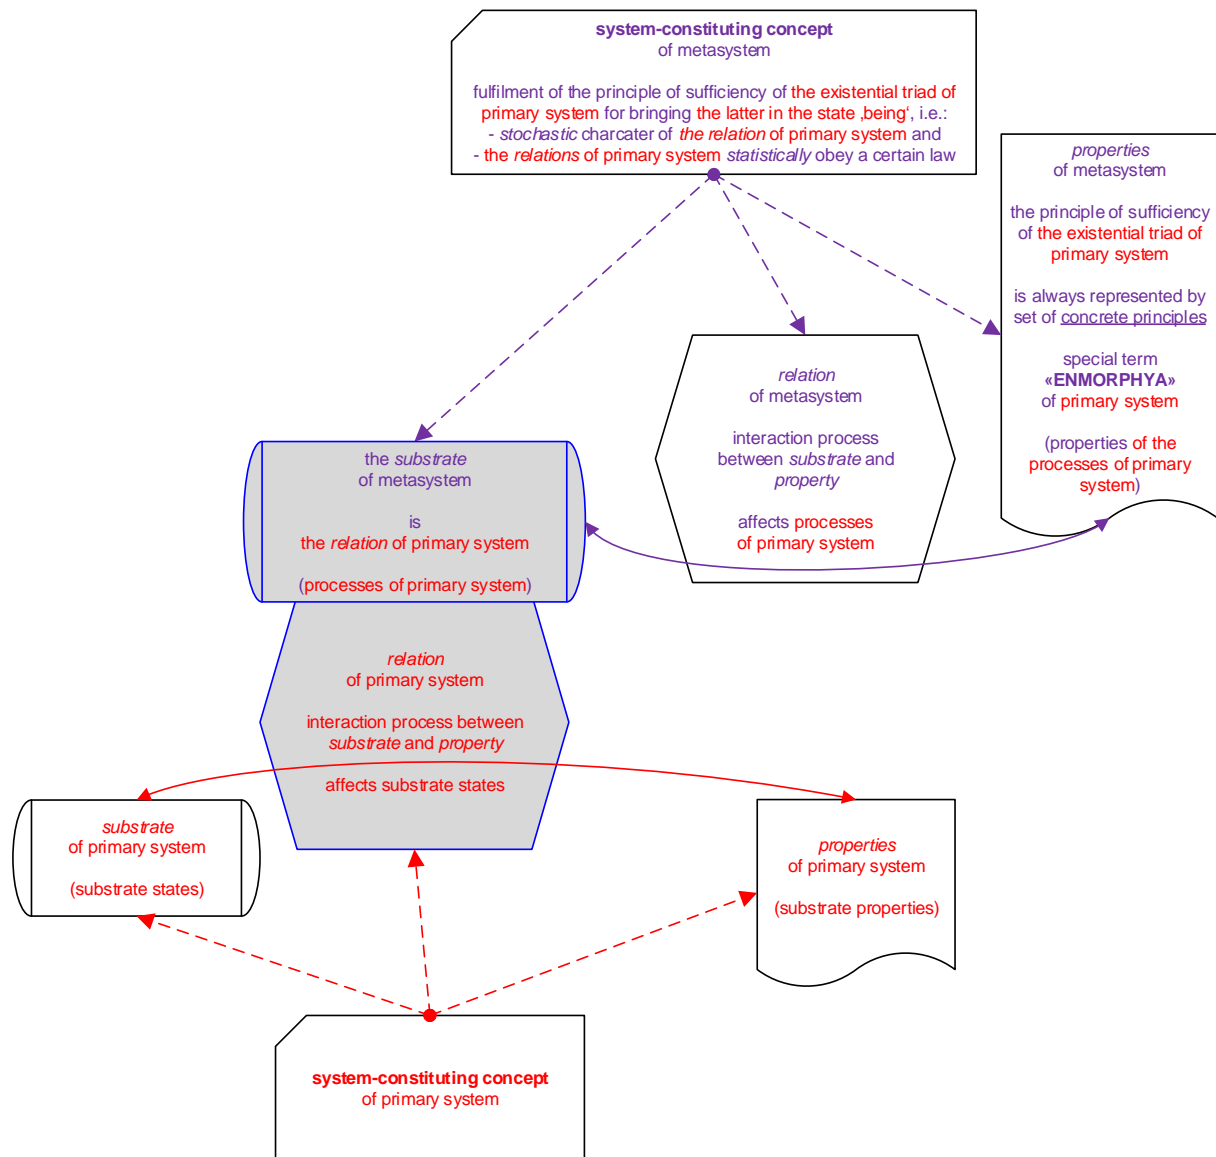 system-constituting concept
of metasystem
fulfilment of the principle of sufficiency of the existential triad of
primary system for bringing the latter in the state ‚being‘, i.e.:
- stochastic charcater of the relation of primary system and
- the relations of primary system statistically obey a certain law
properties
of metasystem
the principle of sufficiency
of the existential triad of
primary system
is always represented by
set of concrete principles
special term
«ENMORPHYA»
of primary system
(properties of the
processes of primary
system)
relation
of metasystem
interaction process
between substrate and
property
affects processes
of primary system
the substrate
of metasystem
is
the relation of primary system
(processes of primary system)
relation
of primary system
interaction process between
substrate and property
affects substrate states
substrate
of primary system
(substrate states)
properties
of primary system
(substrate properties)
system-constituting concept
of primary system